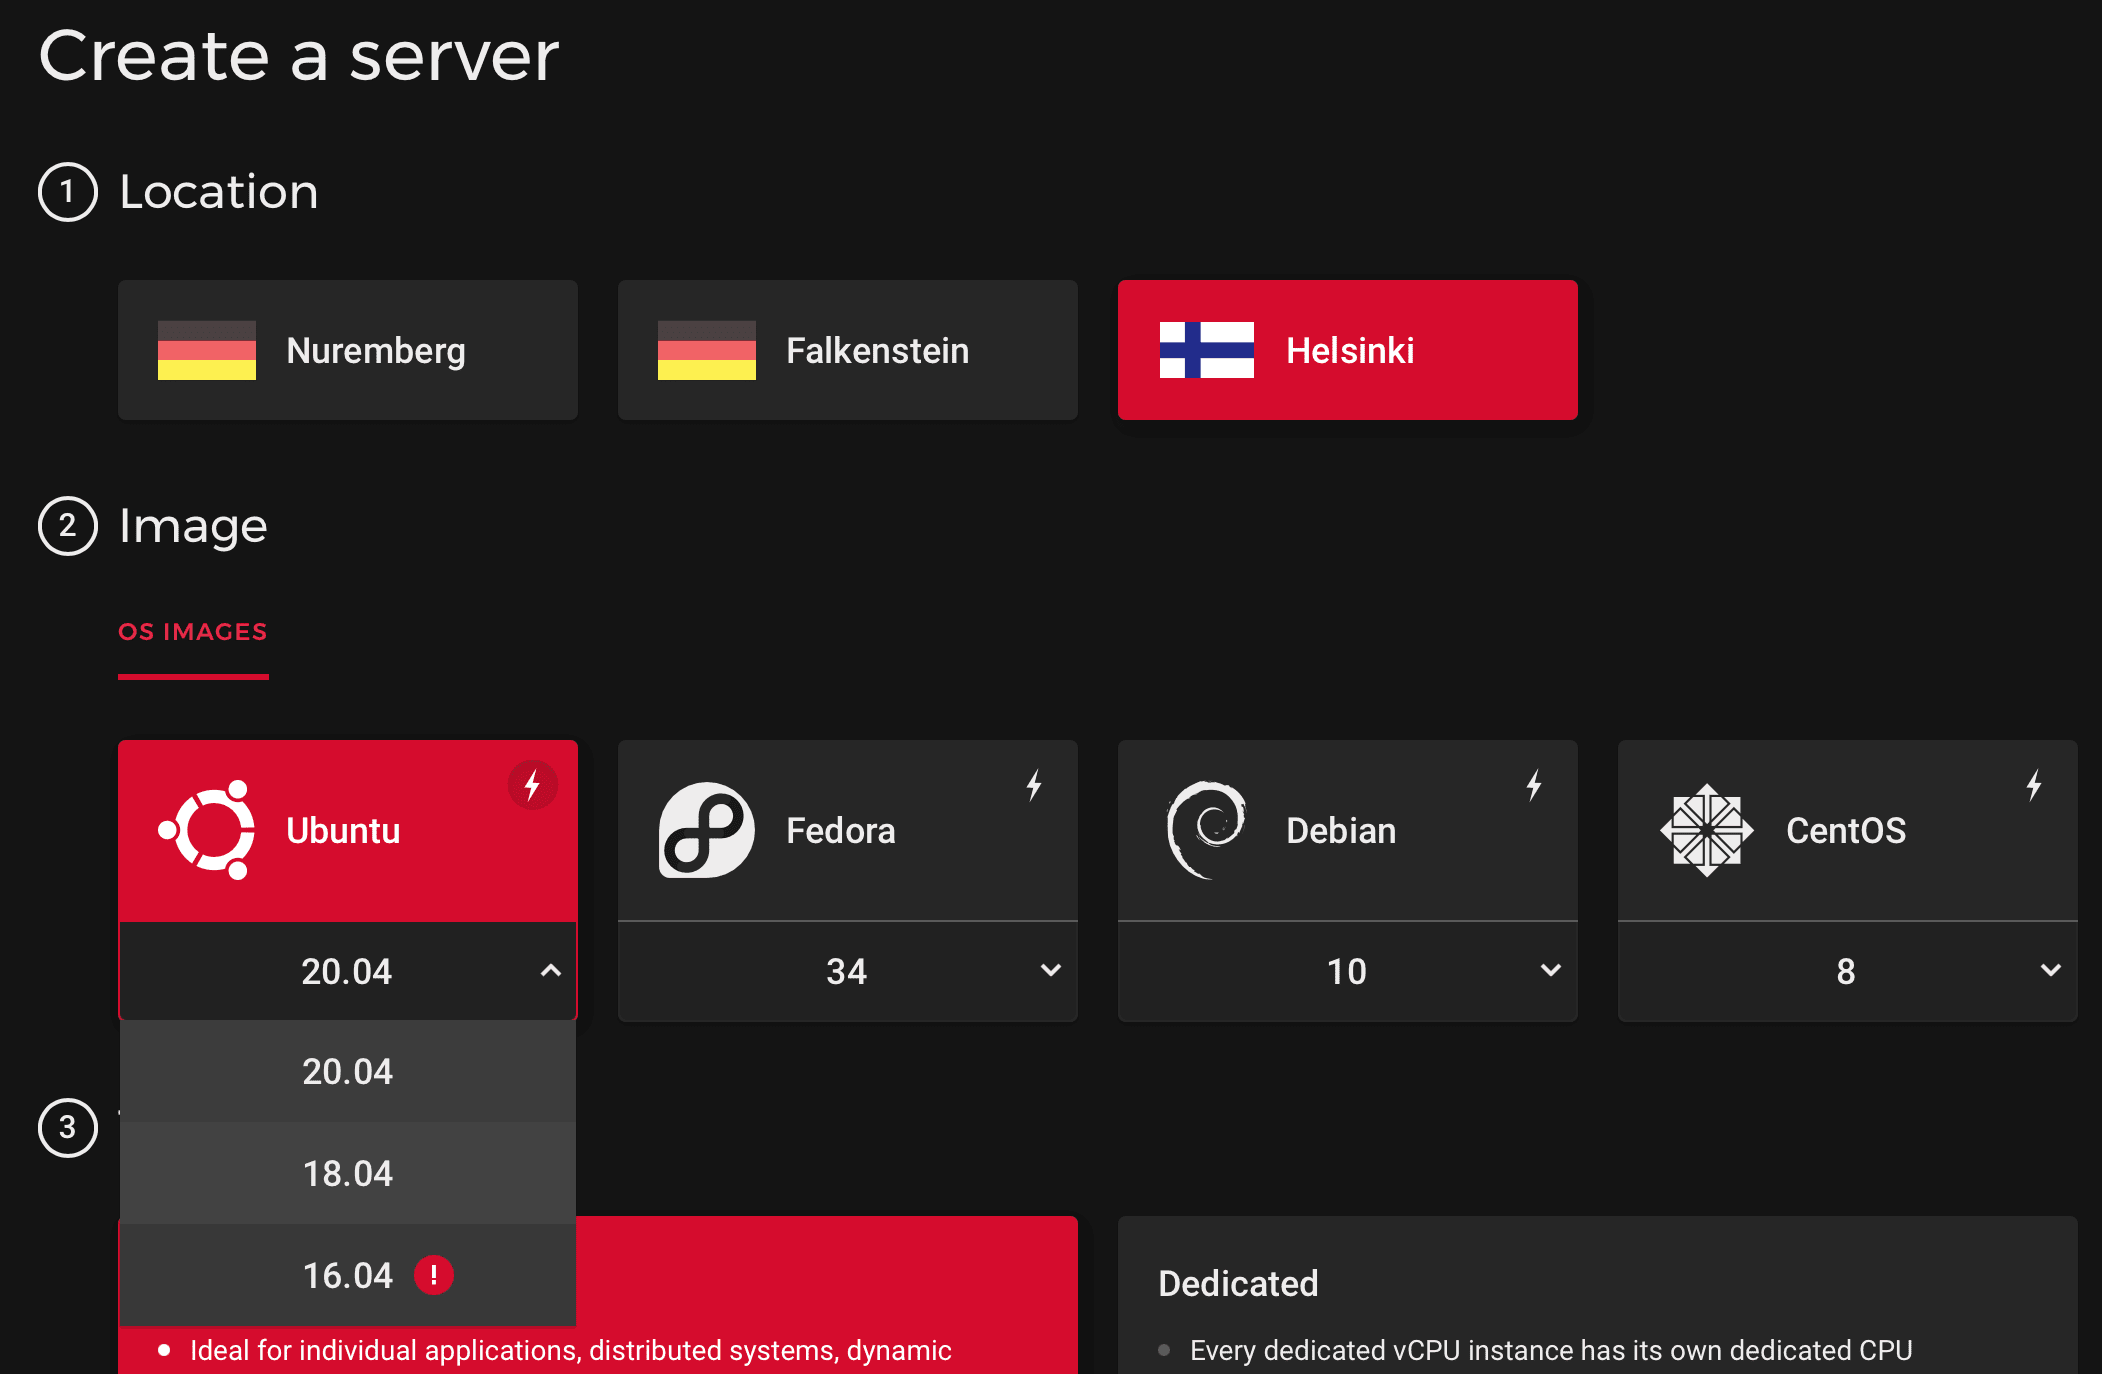 Create a server
1 Location
Nuremberg
Falkenstein
Helsinki
2 Image
OS IMAGES
Ubuntu
Fedora
Debian
CentOS
20.04
34
10
8
20.04
3
18.04
16.04 !
Dedicated
Ideal for individual applications, distributed systems, dynamic
Every dedicated vCPU instance has its own dedicated CPU